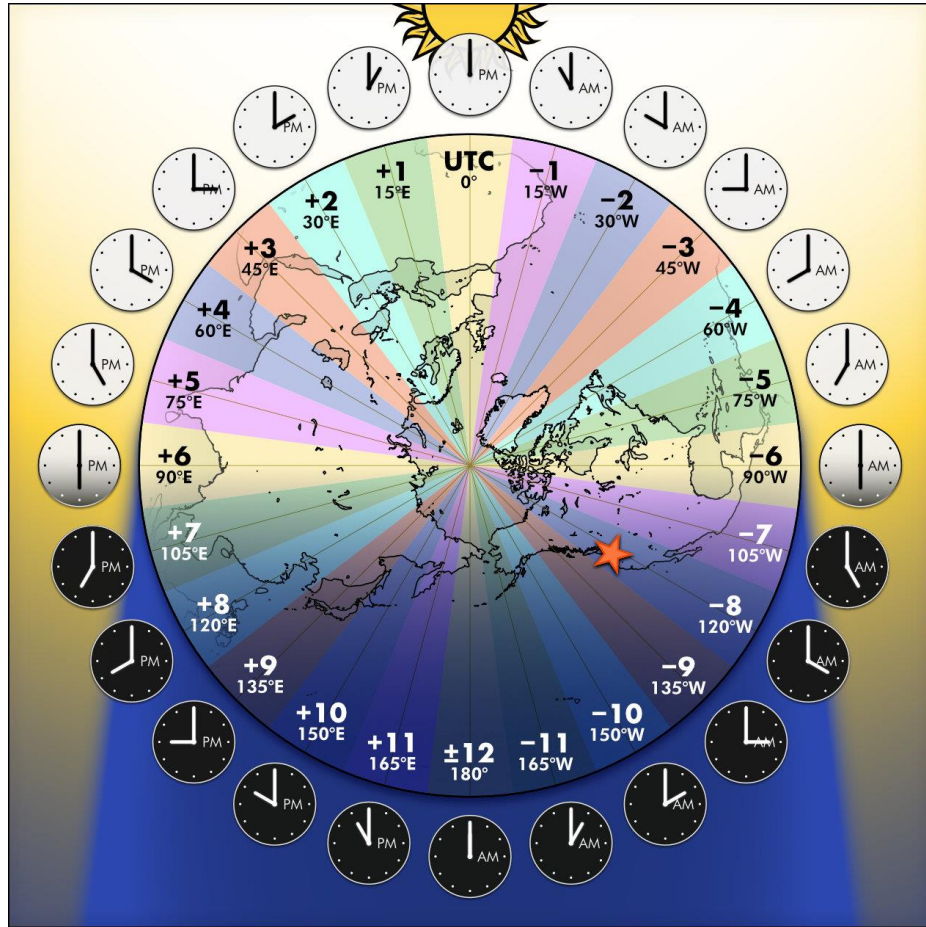 PM
PM
AM
PM
AM
UTC
0°
+1
15°E
−1
15°W
PM
AM
+2
30°E
−2
30°W
+3
45°E
−3
45°W
PM
AM
+4
60°E
−4
60°W
PM
AM
+5
75°E
−5
75°W
PM
+6
90°E
−6
90°W
AM
+7
105°E
−7
105°W
PM
AM
+8
120°E
−8
120°W
PM
AM
+9
135°E
−9
135°W
+10
150°E
−10
150°W
PM
AM
+11
165°E
−11
165°W
±12
180°
PM
AM
PM
AM
AM